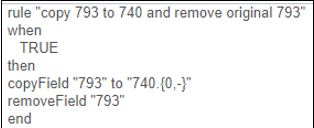 rule "copy 793 to 740 and remove original 793"
when
TRUE
then
copyField "793" to "740.{0,-}"
removeField "793"
end